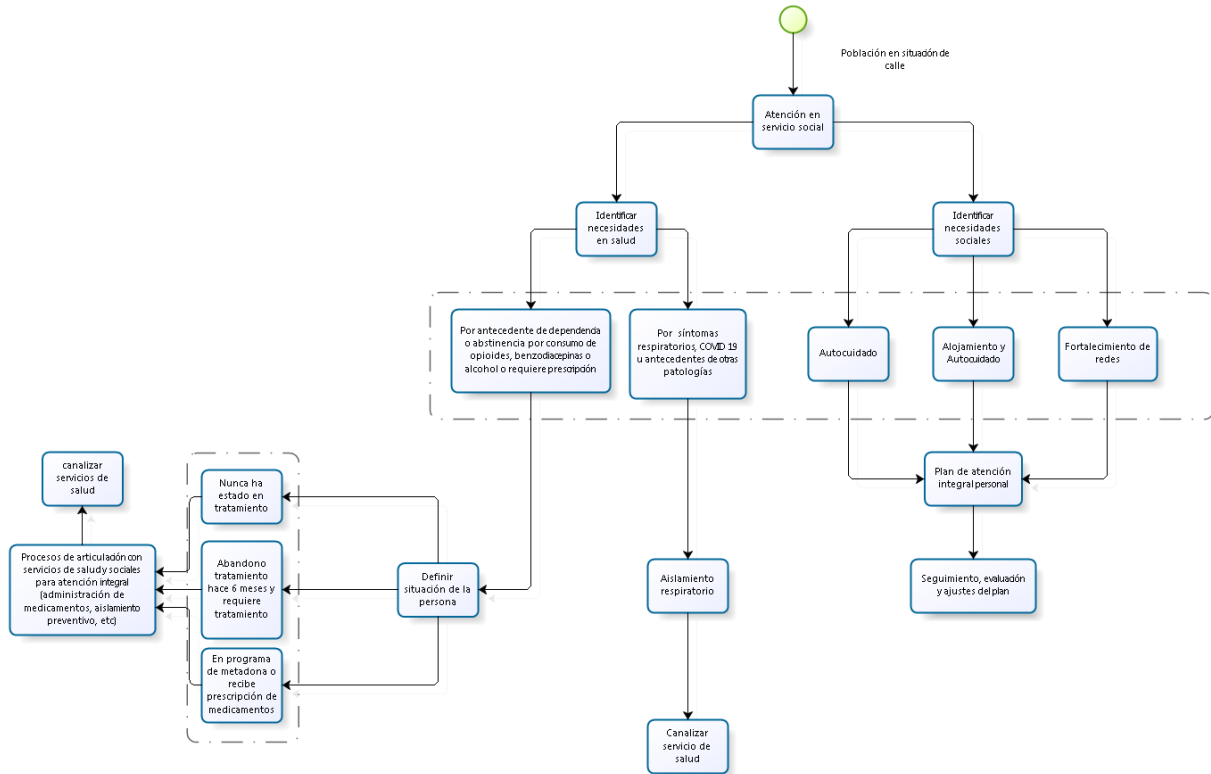 Población en situación de
calle
Atención en
servicio social
Identificar
necesidades
en salud
Identificar
necesidades
sociales
Por antecedente de dependencia
o abstinencia por consumo de
opioides, benzodiacepinas o
alcohol o requiere prescripción
Por síntomas
respiratorios, COVID 19
u antecedentes de otras
patologías
Autocuidado
Alojamiento y
Autocuidado
Fortalecimiento de
redes
Plan de atención
integral personal
Seguimiento, evaluación
y ajustes del plan
canalizar
servicios de
salud
Nunca ha
estado en
tratamiento
Procesos de articulación con
servicios de salud y sociales
para atención integral
(administración de
medicamentos, aislamiento
preventivo, etc)
Abandono
tratamiento
hace 6 meses y
requiere
tratamiento
Definir
situación de la
persona
En programa
de metadona o
recibe
prescripción de
medicamentos
Aislamiento
respiratorio
Canalizar
servicio de
salud